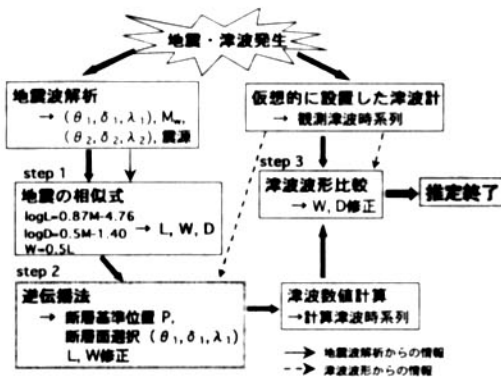 地震・津波発生
地震波解析
→ (θ₁, δ₁, λ₁), Mw,
(θ₂, δ₂, λ₂), 震源
仮想的に設置した津波計
→ 観測津波時系列
step 1
地震の相似式
logL=0.87M-4.76
logD=0.5M-1.40 → L, W, D
W=0.5L
step 3
津波波形比較
→ W, D修正
推定終了
step 2
逆伝播法
→ 断層基準位置 P,
断層面選択 (θ₁, δ₁, λ₁)
L, W修正
津波数値計算
→計算津波時系列
→ 地震波解析からの情報
→ 津波波形からの情報